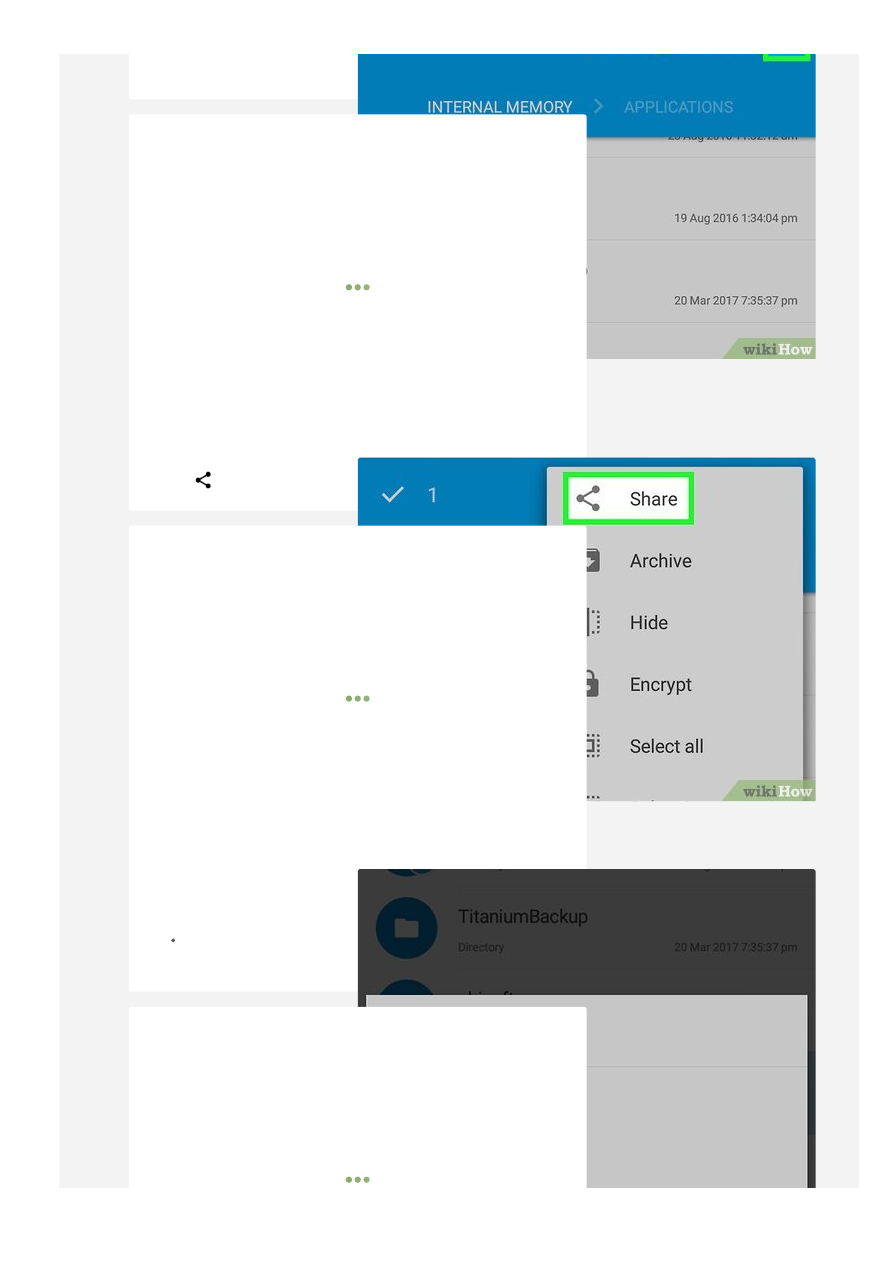 INTERNAL MEMORY > APPLICATIONS
19 Aug 2016 1:34:04 pm
20 Mar 2017 7:35:37 pm
wikiHow
1
Share
Archive
Hide
Encrypt
Select all
wikiHow
TitaniumBackup
Directory 20 Mar 2017 7:35:37 pm